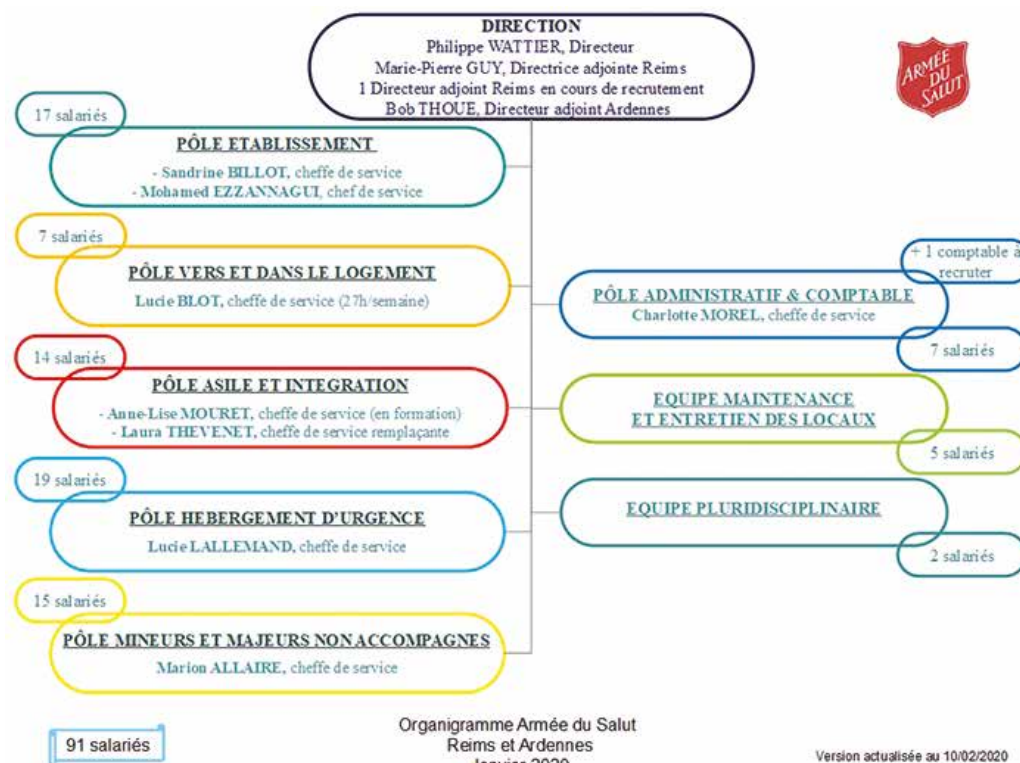 DIRECTION
Philippe WATTIER, Directeur
Marie-Pierre GUY, Directrice adjointe Reims
1 Directeur adjoint Reims en cours de recrutement
Bob THOUE, Directeur adjoint Ardennes
ARMÉE
DU
SALUT
17 salariés
PÔLE ETABLISSEMENT
- Sandrine BILLOT, cheffe de service
- Mohamed EZZANNAGUI, chef de service
7 salariés
PÔLE VERS ET DANS LE LOGEMENT
Lucie BLOT, cheffe de service (27h/semaine)
14 salariés
PÔLE ASILE ET INTEGRATION
- Anne-Lise MOURET, cheffe de service (en formation)
- Laura THEVENET, cheffe de service remplaçante
19 salariés
PÔLE HEBERGEMENT D'URGENCE
Lucie LALLEMAND, cheffe de service
15 salariés
PÔLE MINEURS ET MAJEURS NON ACCOMPAGNES
Marion ALLAIRE, cheffe de service
+ 1 comptable à
recruter
PÔLE ADMINISTRATIF & COMPTABLE
Charlotte MOREL, cheffe de service
7 salariés
EQUIPE MAINTENANCE
ET ENTRETIEN DES LOCAUX
5 salariés
EQUIPE PLURIDISCIPLINAIRE
2 salariés
91 salariés
Organigramme Armée du Salut
Reims et Ardennes
Janvier 2020
Version actualisée au 10/02/2020